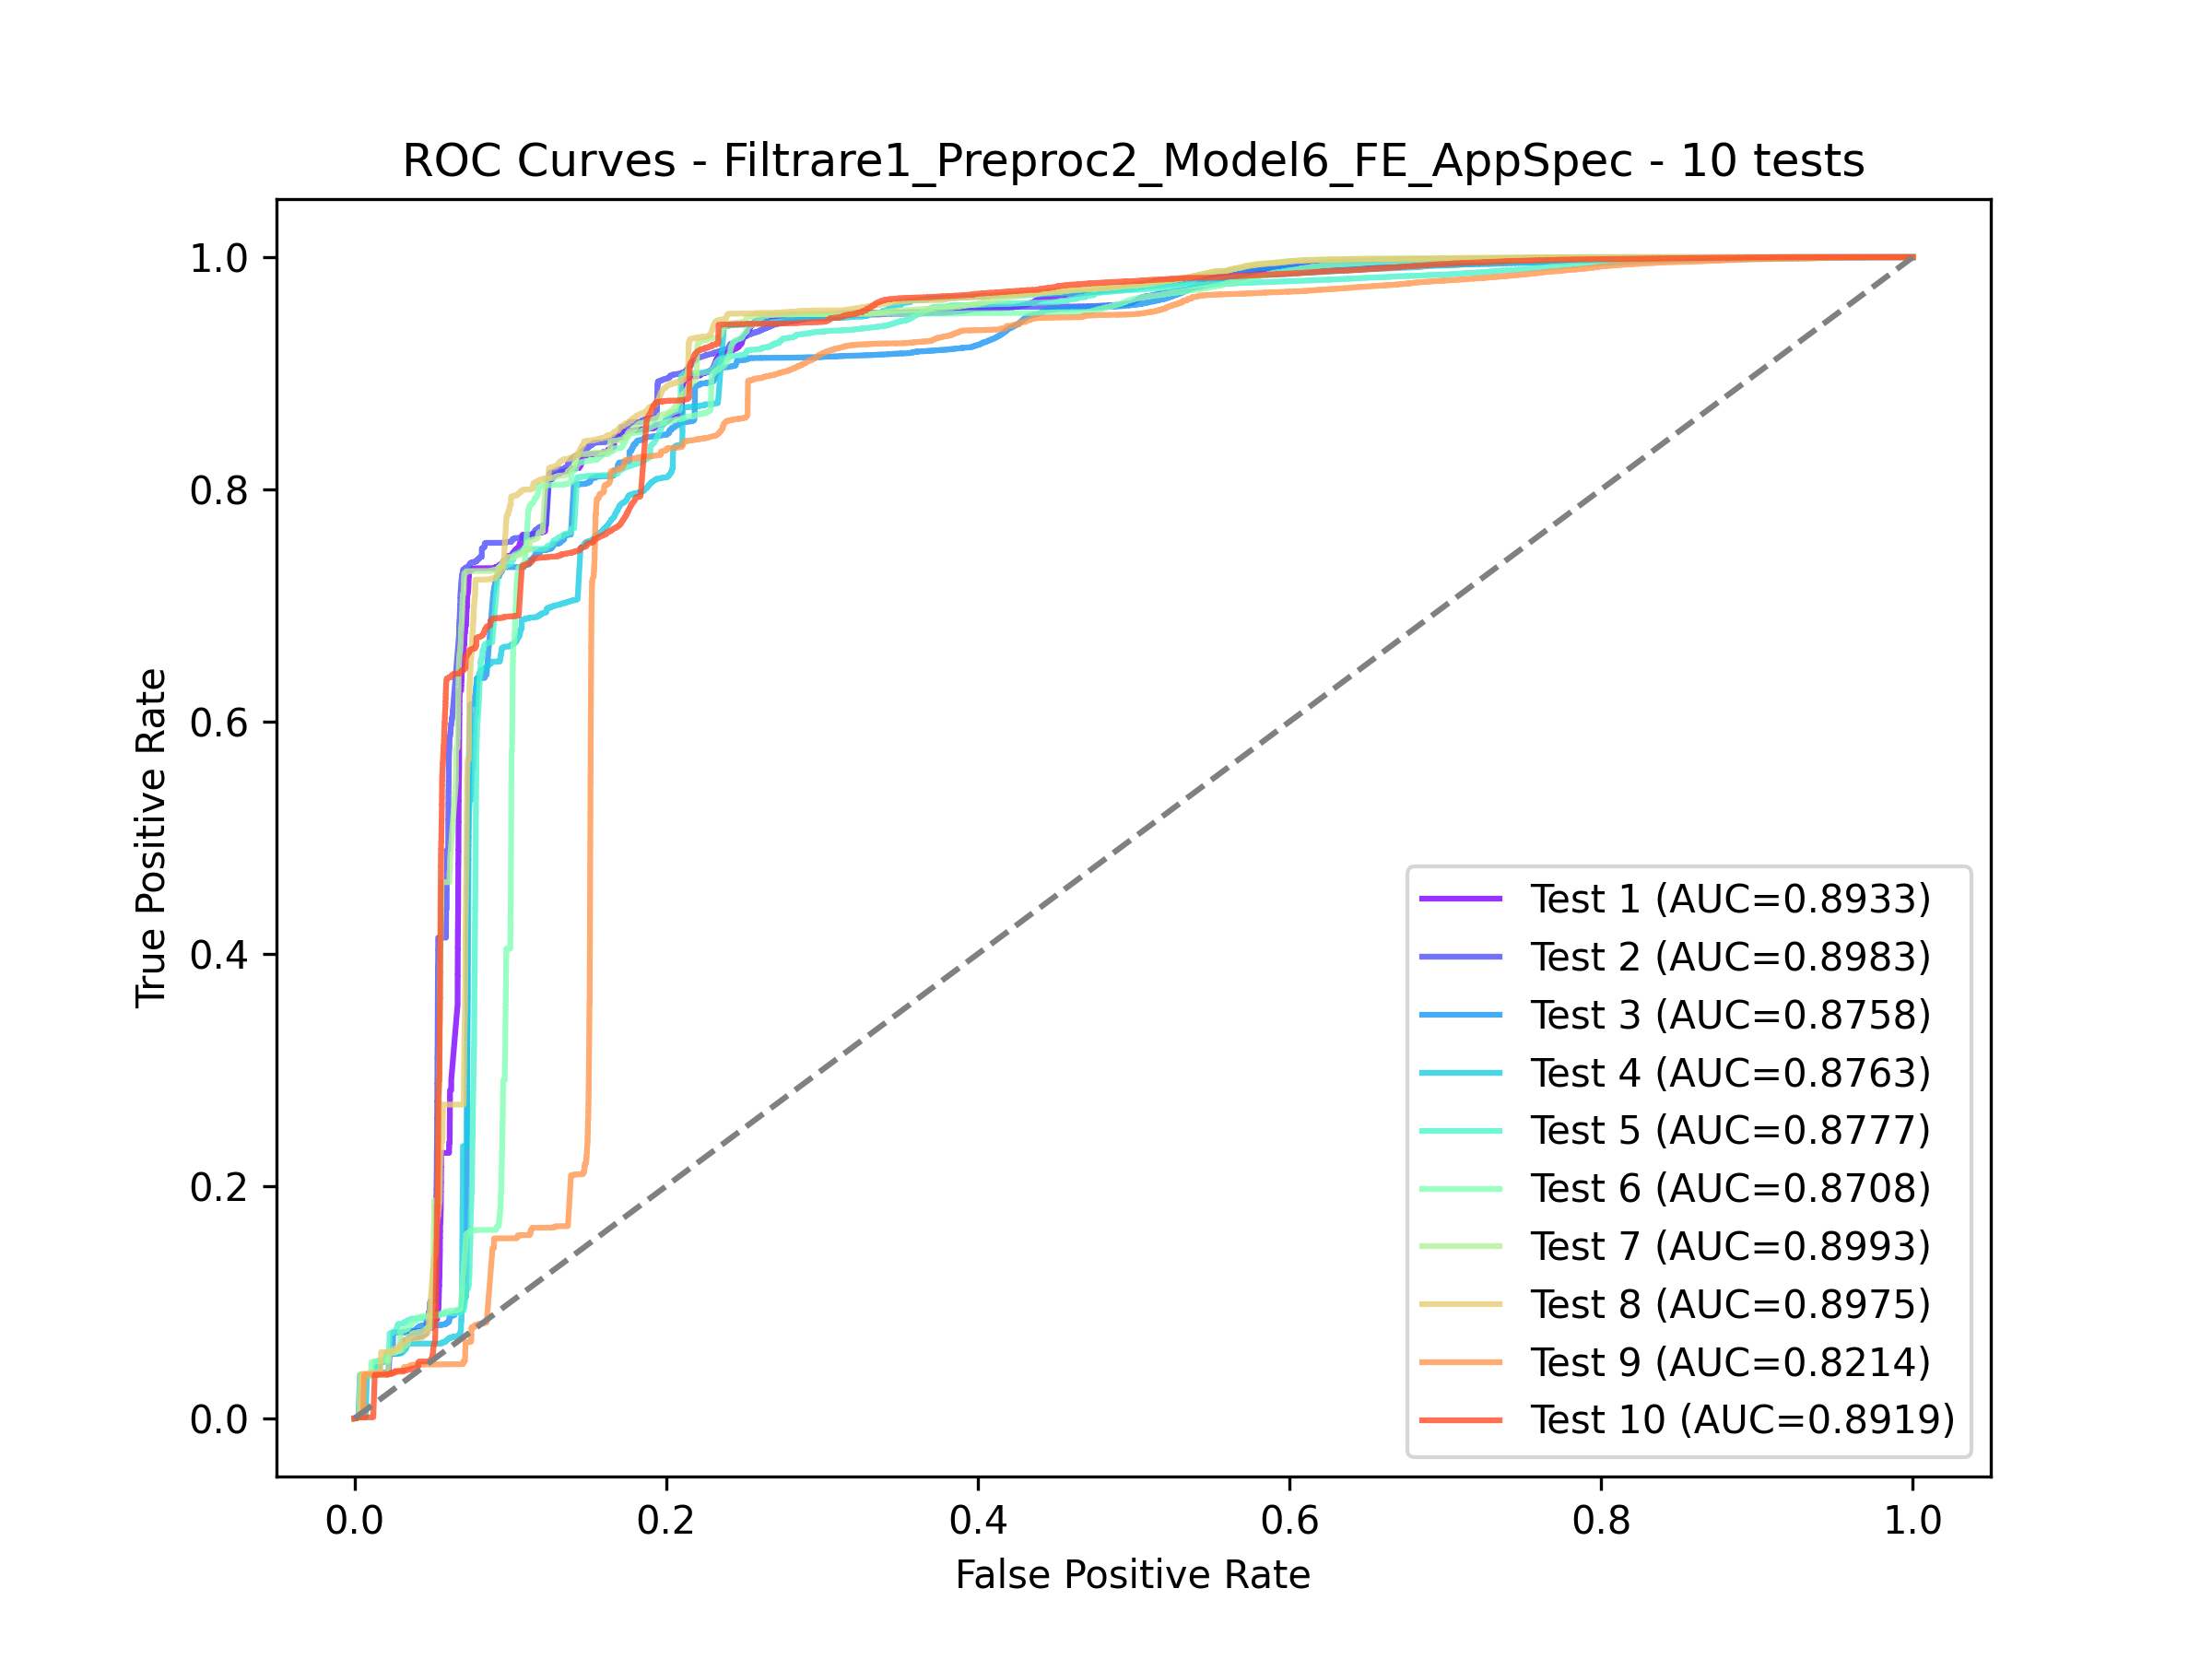 ROC Curves - Filtrare1_Preproc2_Model6_FE_AppSpec - 10 tests
True Positive Rate
1.0
0.8
0.6
0.4
0.2
0.0
Test 1 (AUC=0.8933)
Test 2 (AUC=0.8983)
Test 3 (AUC=0.8758)
Test 4 (AUC=0.8763)
Test 5 (AUC=0.8777)
Test 6 (AUC=0.8708)
Test 7 (AUC=0.8993)
Test 8 (AUC=0.8975)
Test 9 (AUC=0.8214)
Test 10 (AUC=0.8919)
0.0 0.2 0.4 0.6 0.8 1.0
False Positive Rate